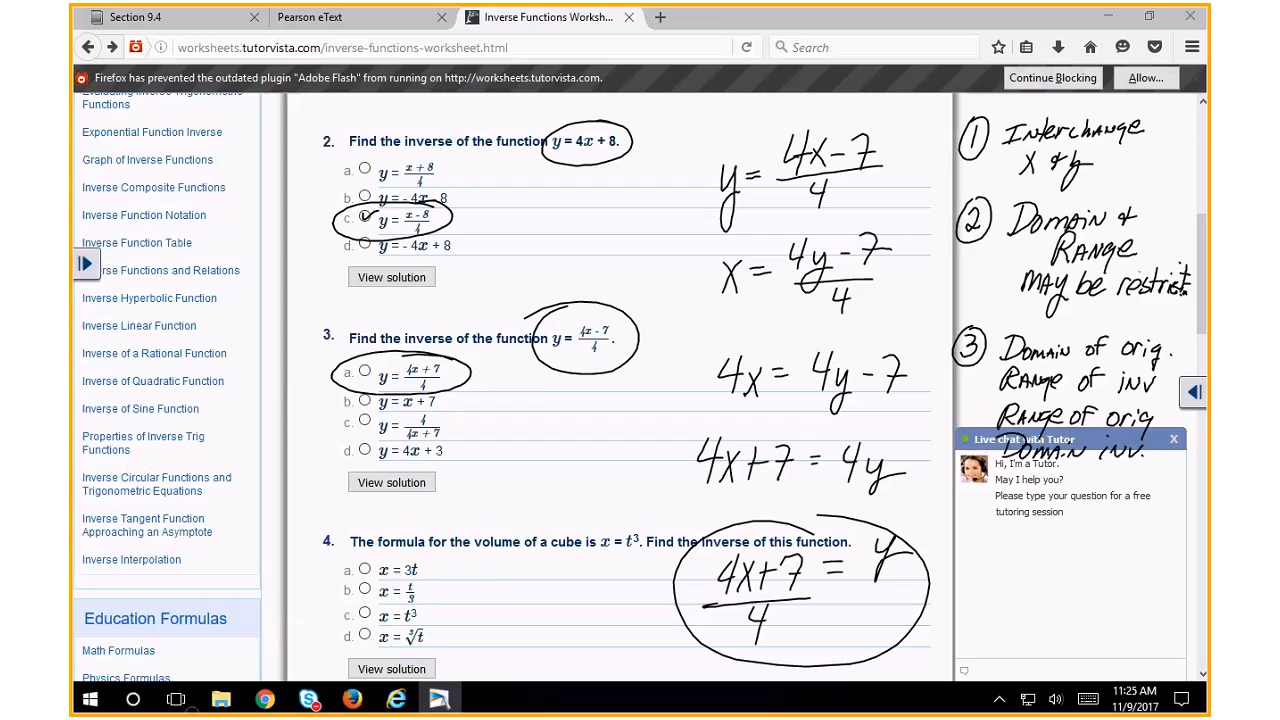 Section 9.4
Pearson eText
Inverse Functions Worksh...
worksheets.tutorvista.com/inverse-functions-worksheet.html
Search
Firefox has prevented the outdated plugin "Adobe Flash" from running on http://worksheets.tutorvista.com.
Continue Blocking
Allow...
Functions
Exponential Function Inverse
Graph of Inverse Functions
Inverse Composite Functions
Inverse Function Notation
Inverse Function Table
erse Functions and Relations
Inverse Hyperbolic Function
Inverse Linear Function
Inverse of a Rational Function
Inverse of Quadratic Function
Inverse of Sine Function
Properties of Inverse Trig
Functions
Inverse Circular Functions and
Trigonometric Equations
Inverse Tangent Function
Approaching an Asymptote
Inverse Interpolation
Education Formulas
Math Formulas
Physics Formulas
2. Find the inverse of the function y = 4x + 8.
a. y = (x + 8)/4
b. y = - 4x - 8
c. y = (x - 8)/4
d. y = - 4x + 8
View solution
3. Find the inverse of the function y = (4x - 7)/4.
a. y = (4x + 7)/4
b. y = x + 7
c. y = 4/(4x + 7)
d. y = 4x + 3
View solution
4. The formula for the volume of a cube is x = t³. Find the inverse of this function.
a. x = 3t
b. x = t/3
c. x = t³
d. x = ∛t
View solution
y = (4x - 7)/4
x = (4y - 7)/4
4x = 4y - 7
4x + 7 = 4y
(4x + 7)/4 = y
① Interchange
x & y
② Domain &
Range
may be
③ Domain of orig.
Range of inv
Range of orig
Domain inv.
Live chat with Tutor
X
Hi, I'm a Tutor.
May I help you?
Please type your question for a free
tutoring session
11:25 AM
11/9/2017